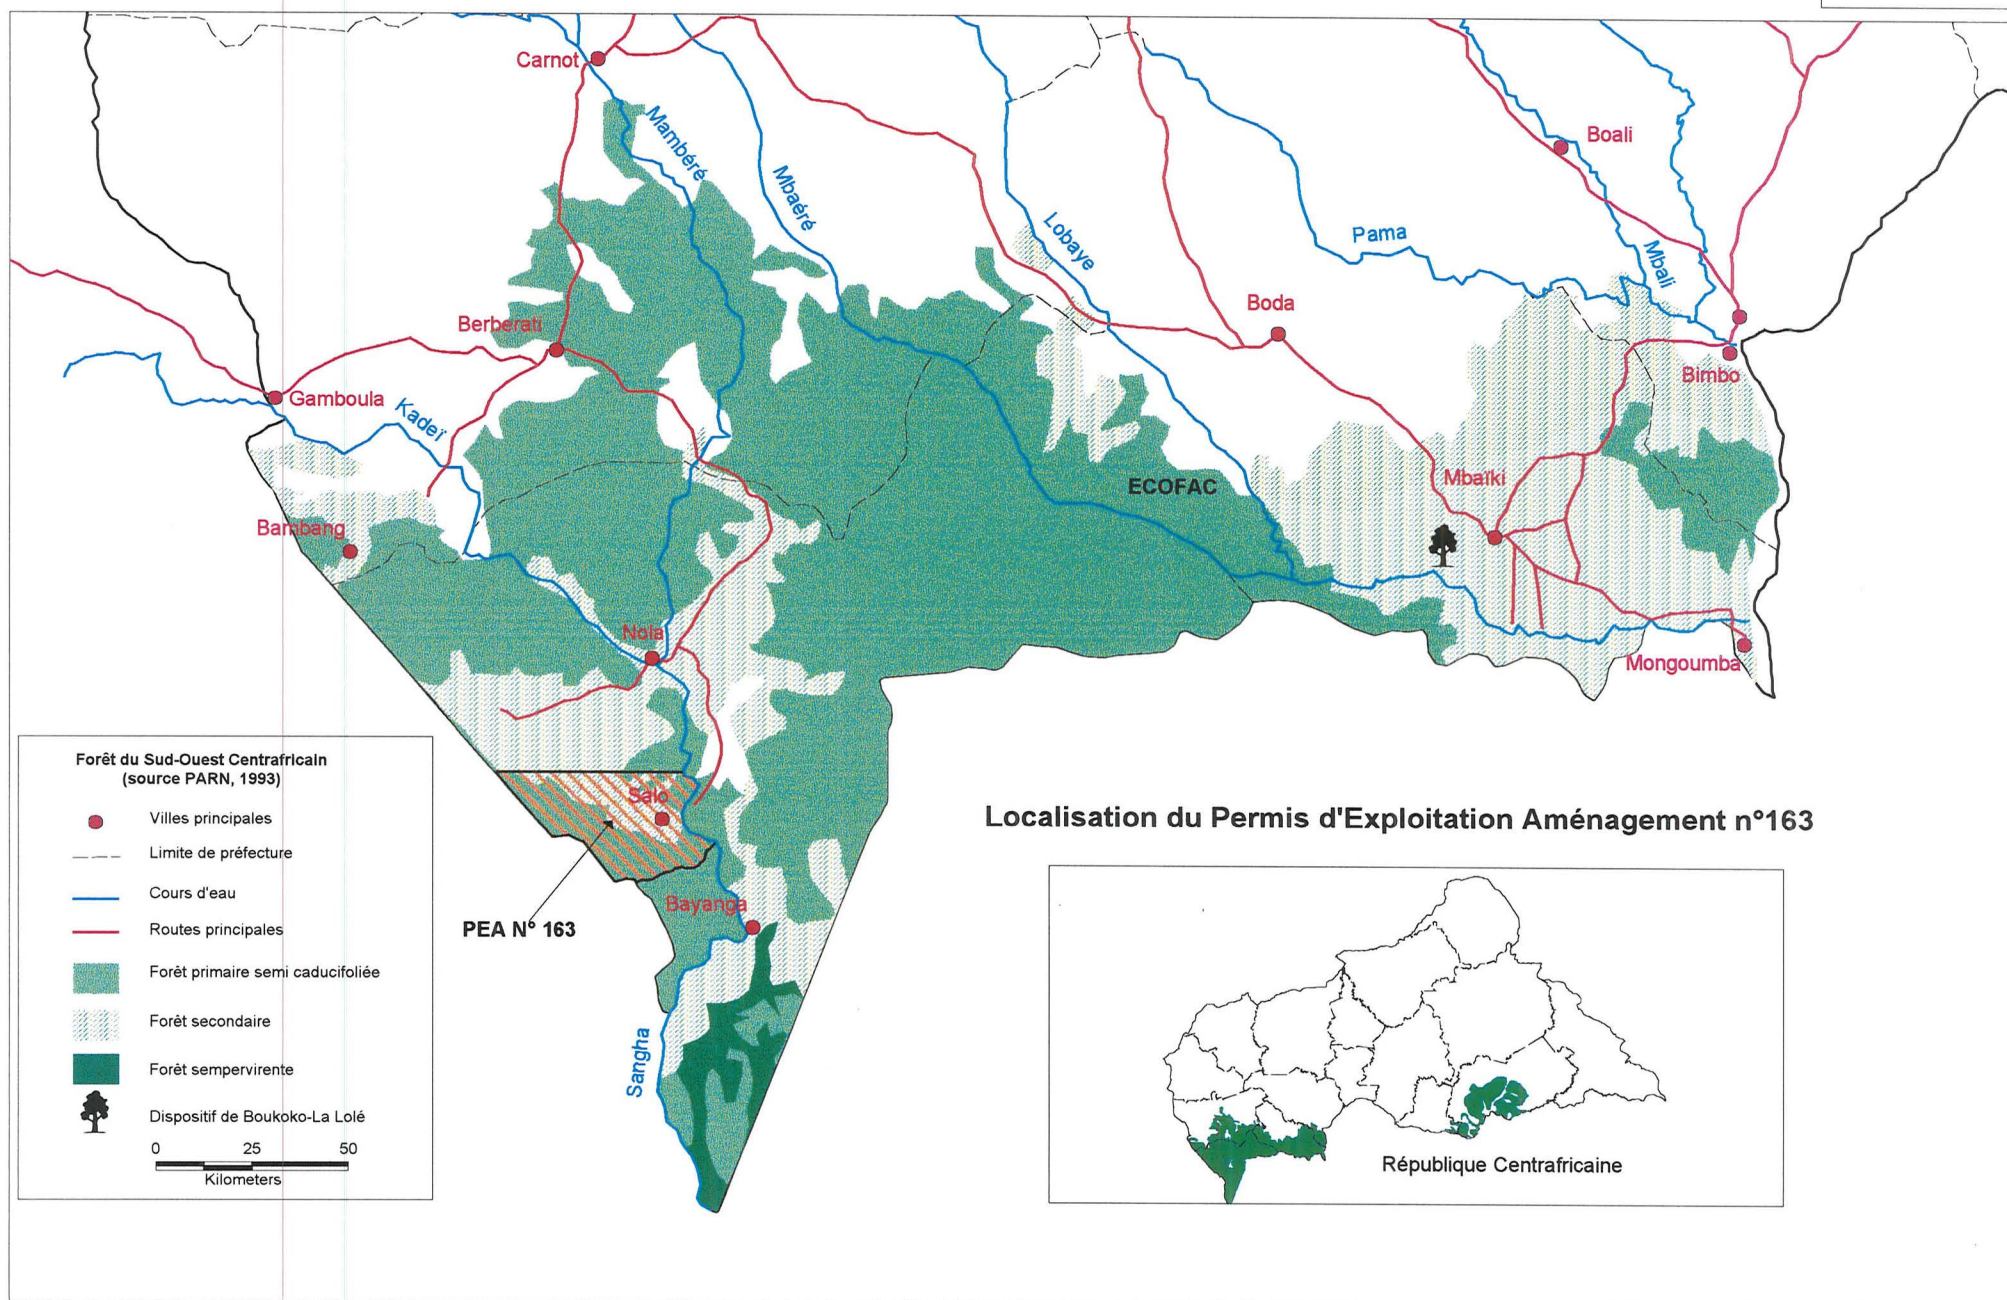 Carnot
Mambéré
Mbaéré
Lobaye
Pama
Boali
Mbali
Boda
Berberati
Gamboula
Kadeï
Bimbo
ECOFAC
Mbaïki
Bambang
Nola
Mongoumba
Salo
PEA N° 163
Bayanga
Sangha
Localisation du Permis d'Exploitation Aménagement n°163
République Centrafricaine
Forêt du Sud-Ouest Centrafricain
(source PARN, 1993)
Villes principales
Limite de préfecture
Cours d'eau
Routes principales
Forêt primaire semi caducifoliée
Forêt secondaire
Forêt sempervirente
Dispositif de Boukoko-La Lolé
0 25 50
Kilometers